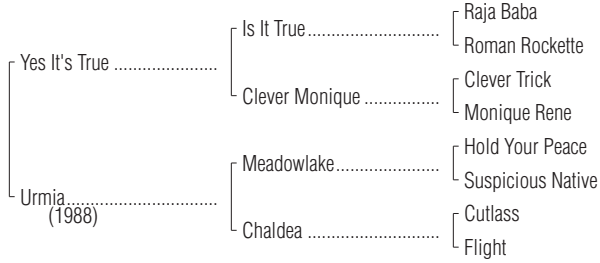 Raja Baba
Is It True
Roman Rockette
Yes It's True
Clever Trick
Clever Monique
Monique Rene
Hold Your Peace
Meadowlake
Suspicious Native
Urmia
(1988)
Cutlass
Chaldea
Flight